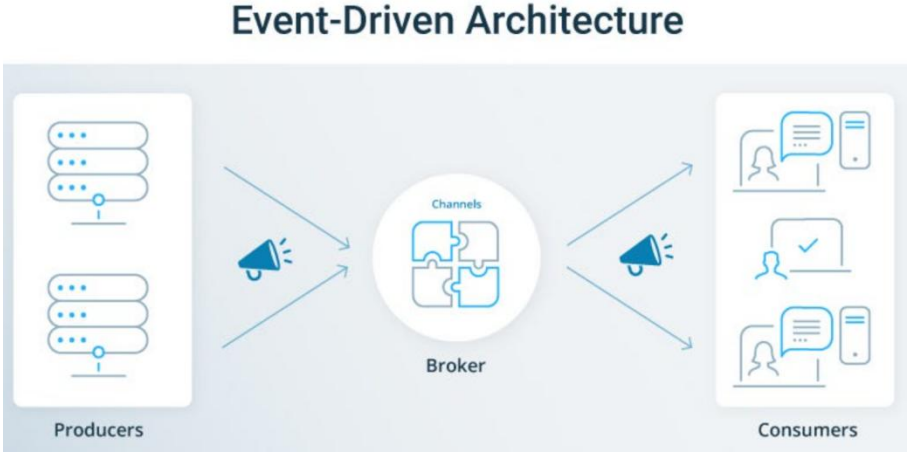 Event-Driven Architecture
Channels
Broker
Producers
Consumers